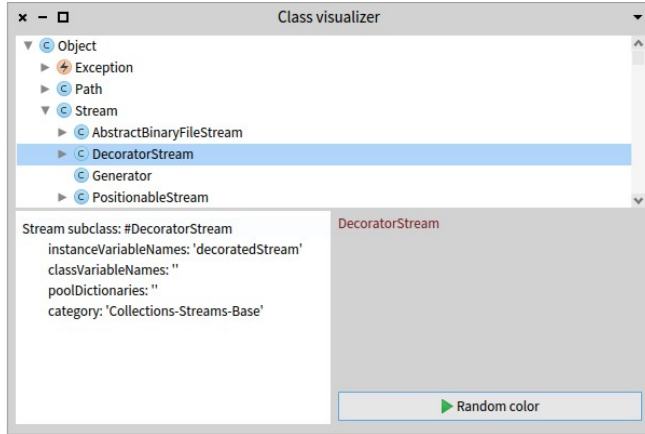 Class visualizer
Object
Exception
Path
Stream
AbstractBinaryFileStream
DecoratorStream
Generator
PositionableStream
Stream subclass: #DecoratorStream
instanceVariableNames: 'decoratedStream'
classVariableNames: ''
poolDictionaries: ''
category: 'Collections-Streams-Base'
DecoratorStream
Random color